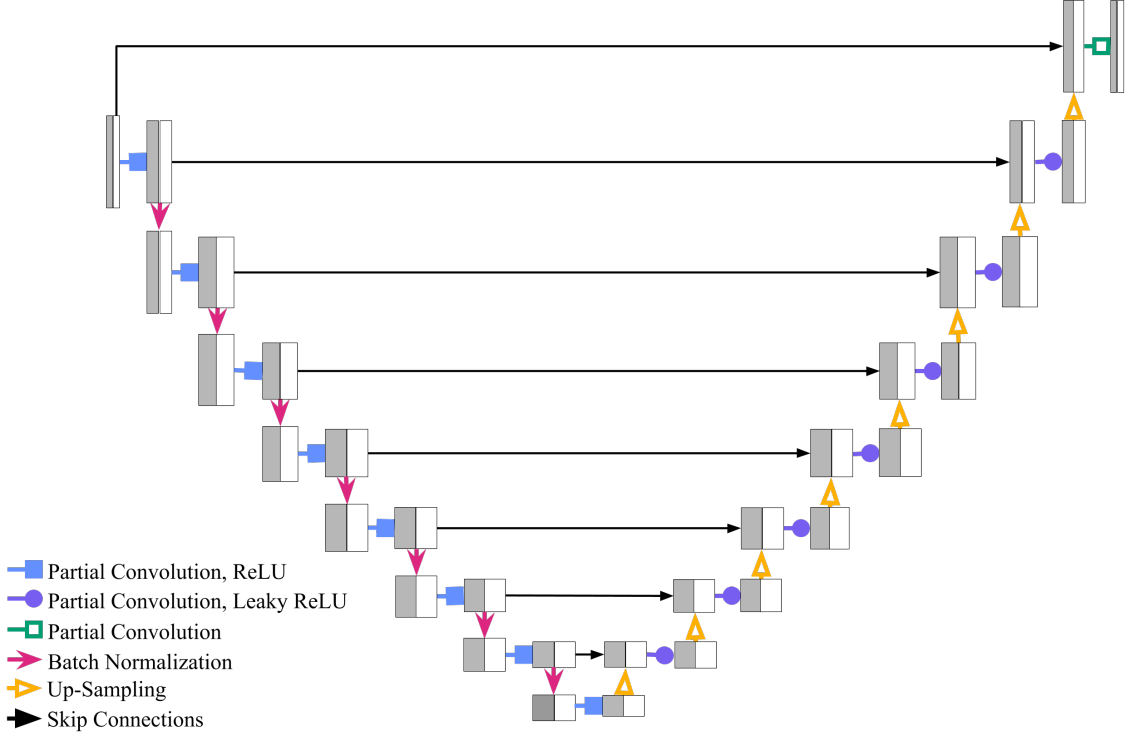 Partial Convolution, ReLU
Partial Convolution, Leaky ReLU
Partial Convolution
Batch Normalization
Up-Sampling
Skip Connections